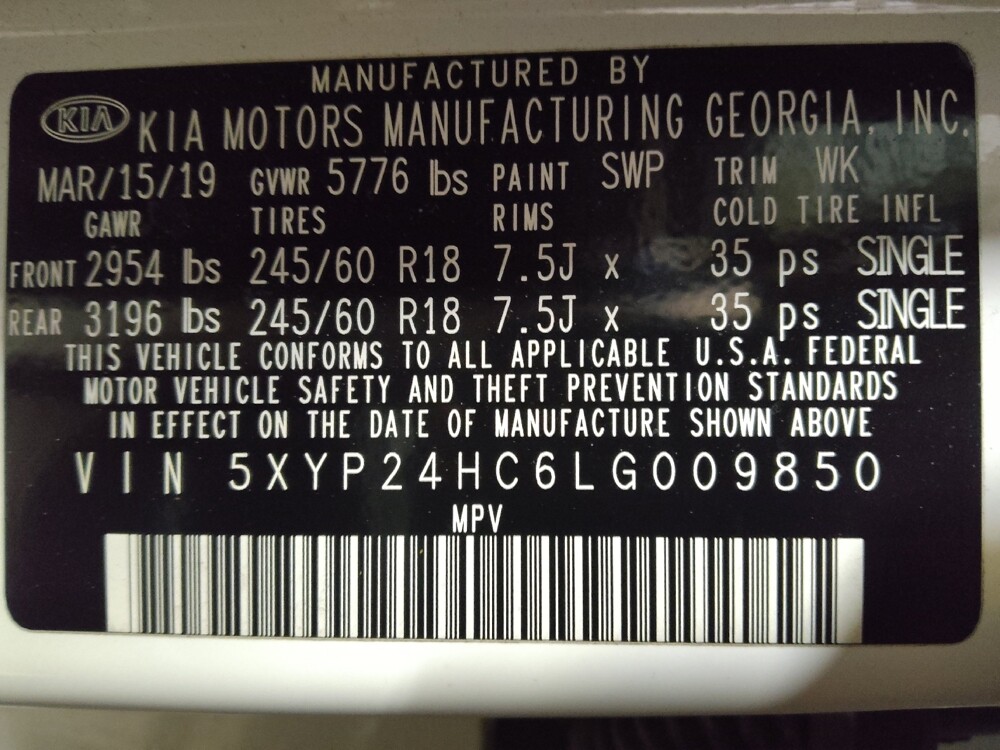 MANUFACTURED BY
KIA KIA MOTORS MANUFACTURING GEORGIA, INC.
MAR/15/19 GVWR 5776 lbs PAINT SWP TRIM WK
GAWR TIRES RIMS COLD TIRE INFL
FRONT 2954 lbs 245/60 R18 7.5J x 35 ps SINGLE
REAR 3196 lbs 245/60 R18 7.5J x 35 ps SINGLE
THIS VEHICLE CONFORMS TO ALL APPLICABLE U.S.A. FEDERAL
MOTOR VEHICLE SAFETY AND THEFT PREVENTION STANDARDS
IN EFFECT ON THE DATE OF MANUFACTURE SHOWN ABOVE
VIN 5XYP24HC6LG009850
MPV